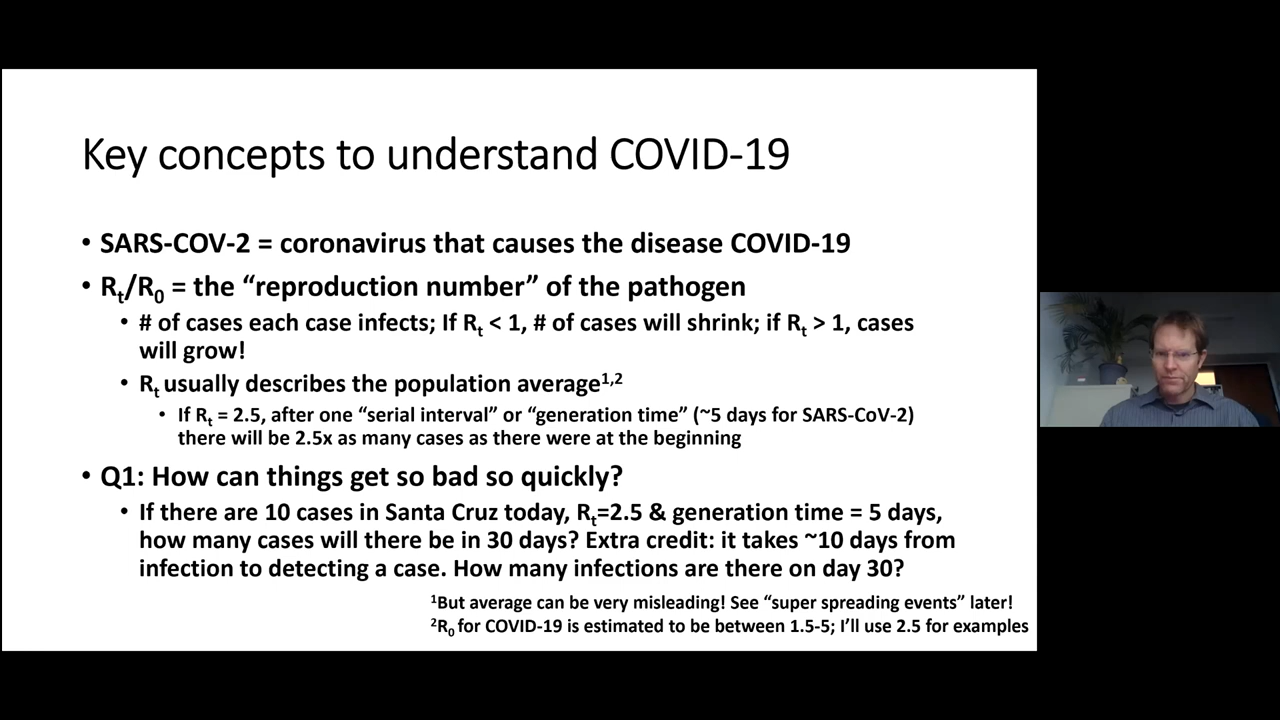 Key concepts to understand COVID-19
• SARS-COV-2 = coronavirus that causes the disease COVID-19
• Rt/R0 = the “reproduction number” of the pathogen
• # of cases each case infects; If Rt < 1, # of cases will shrink; if Rt > 1, cases
will grow!
• Rt usually describes the population average1,2
• If Rt = 2.5, after one “serial interval” or “generation time” (~5 days for SARS-CoV-2)
there will be 2.5x as many cases as there were at the beginning
• Q1: How can things get so bad so quickly?
• If there are 10 cases in Santa Cruz today, Rt=2.5 & generation time = 5 days,
how many cases will there be in 30 days? Extra credit: it takes ~10 days from
infection to detecting a case. How many infections are there on day 30?
1But average can be very misleading! See “super spreading events” later!
2R0 for COVID-19 is estimated to be between 1.5-5; I’ll use 2.5 for examples